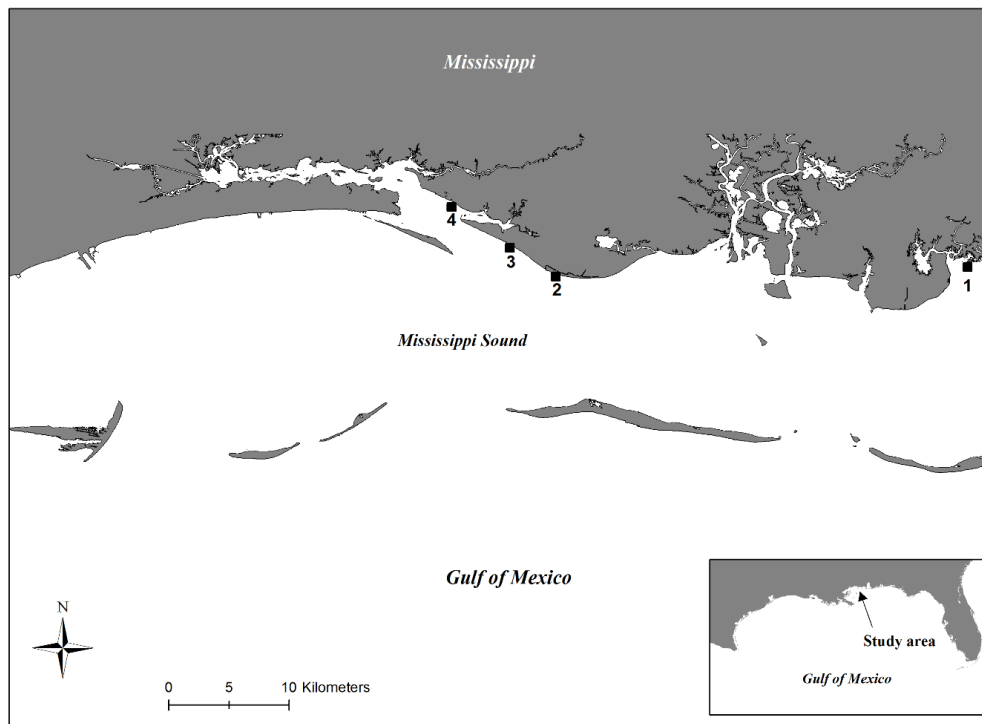 Mississippi
4
3
2
1
Mississippi Sound
Gulf of Mexico
N
0 5 10 Kilometers
Study area
Gulf of Mexico